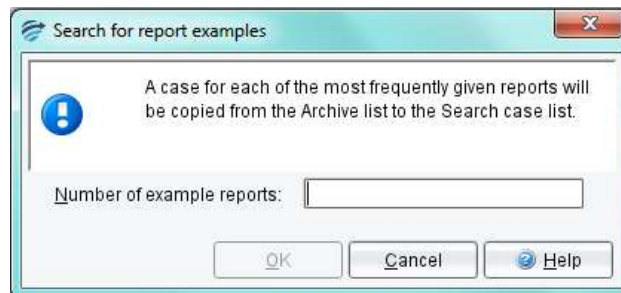 Search for report examples
A case for each of the most frequently given reports will
be copied from the Archive list to the Search case list.
Number of example reports:
OK Cancel Help